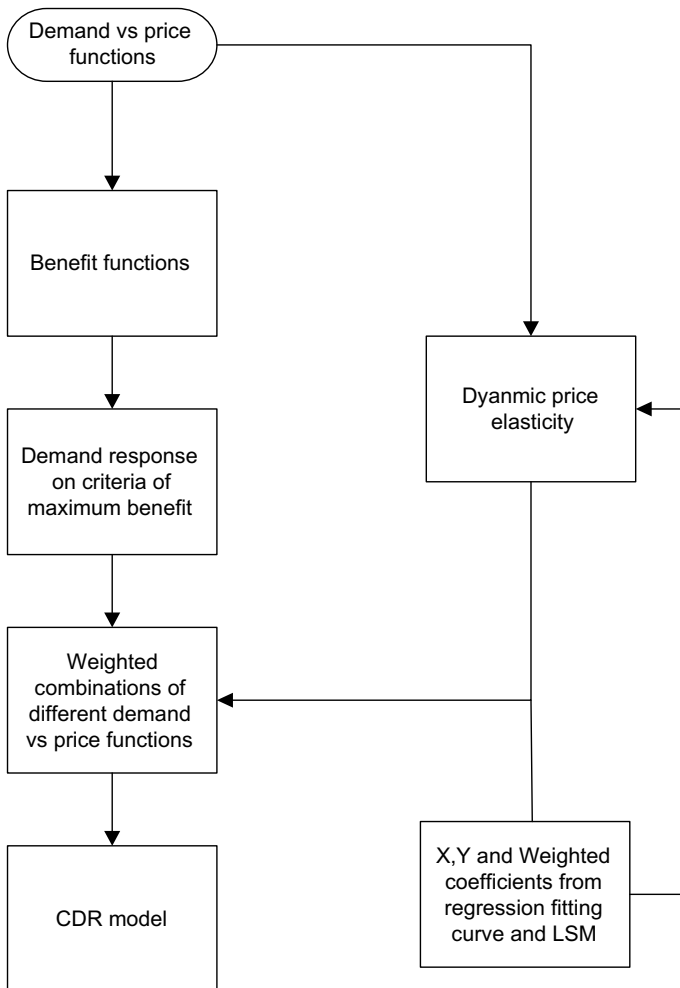 Demand vs price
functions
Benefit functions
Dyanmic price
elasticity
Demand response
on criteria of
maximum benefit
Weighted
combinations of
different demand
vs price functions
X,Y and Weighted
coefficients from
regression fitting
curve and LSM
CDR model